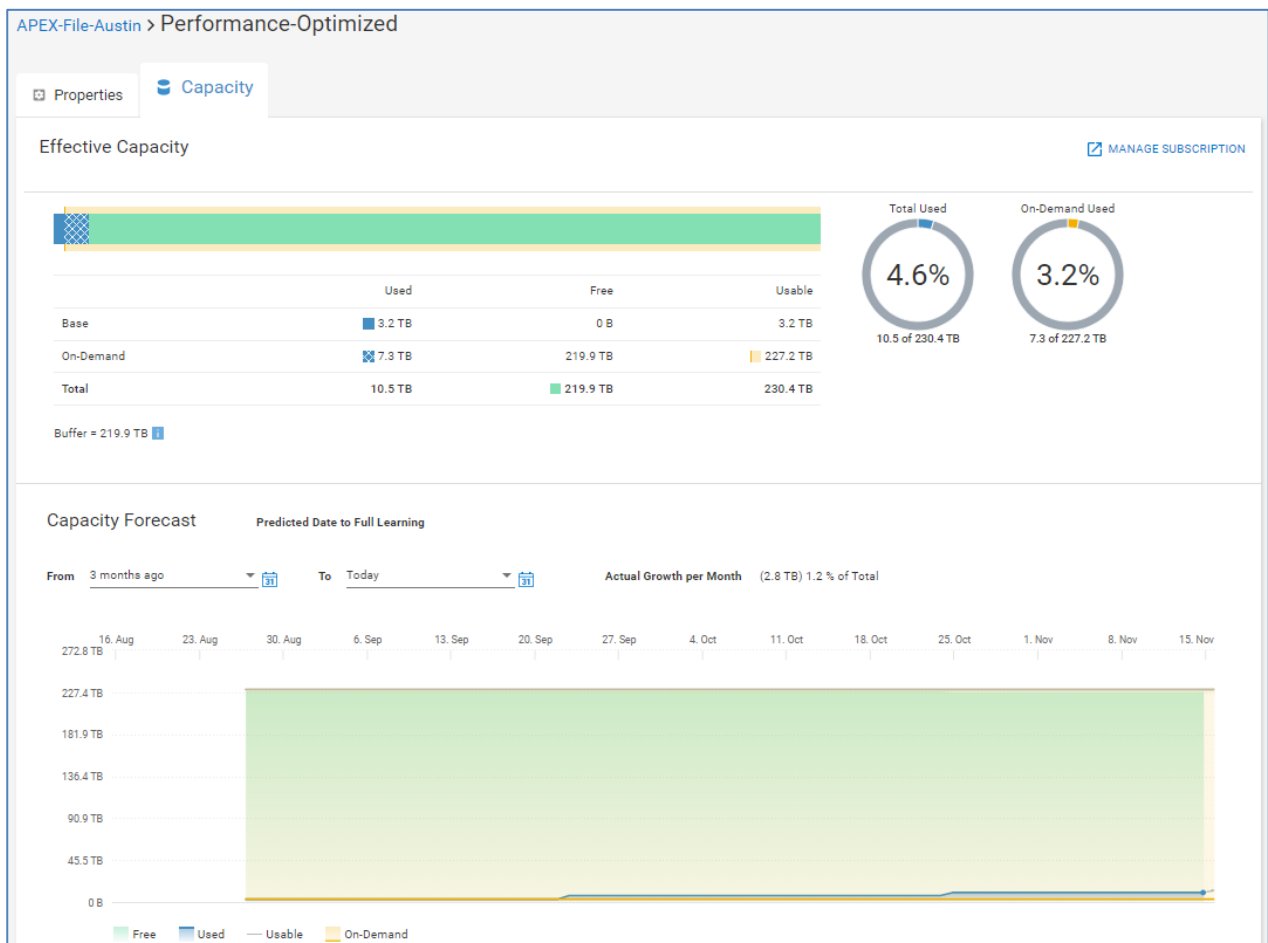 APEX-File-Austin > Performance-Optimized
Properties
Capacity
Effective Capacity
MANAGE SUBSCRIPTION
Total Used
On-Demand Used
4.6%
3.2%
10.5 of 230.4 TB
7.3 of 227.2 TB
Used Free Usable
Base 3.2 TB 0 B 3.2 TB
On-Demand 7.3 TB 219.9 TB 227.2 TB
Total 10.5 TB 219.9 TB 230.4 TB
Buffer = 219.9 TB i
Capacity Forecast Predicted Date to Full Learning
From 3 months ago 31 To Today 31 Actual Growth per Month (2.8 TB) 1.2 % of Total
16. Aug 23. Aug 30. Aug 6. Sep 13. Sep 20. Sep 27. Sep 4. Oct 11. Oct 18. Oct 25. Oct 1. Nov 8. Nov 15. Nov
272.8 TB
227.4 TB
181.9 TB
136.4 TB
90.9 TB
45.5 TB
0 B
Free Used Usable On-Demand